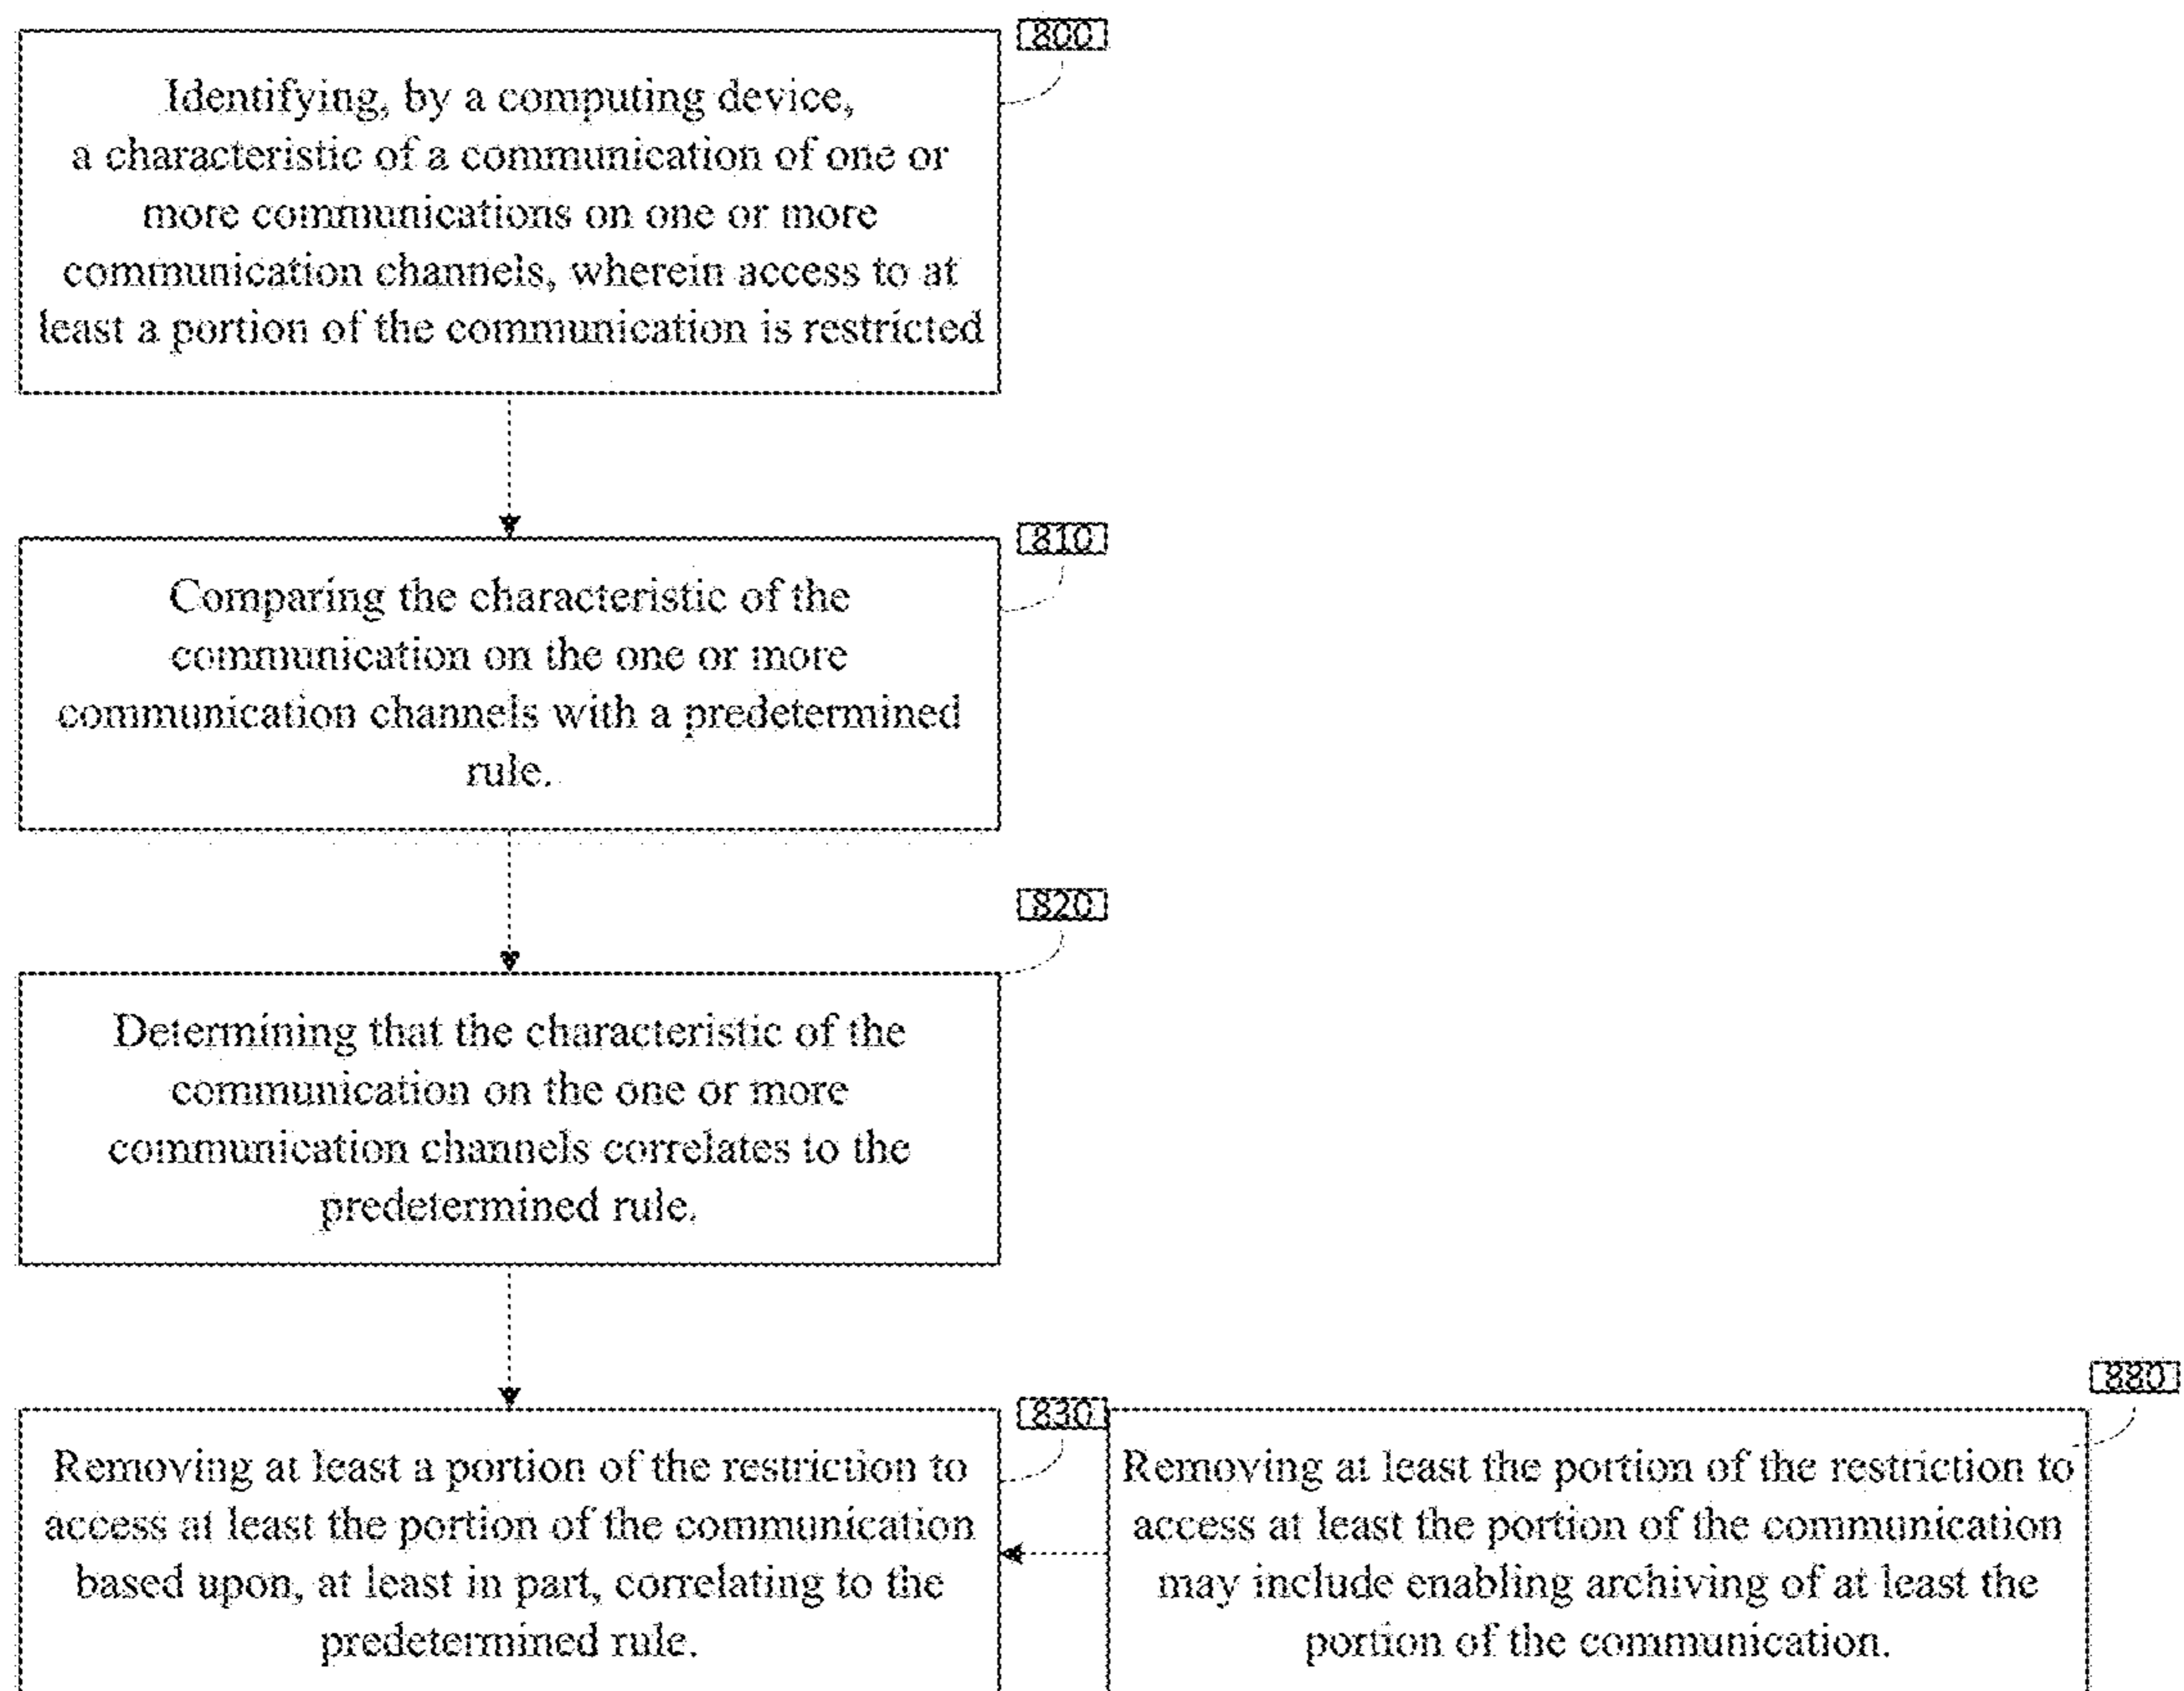 800
Identifying, by a computing device,
a characteristic of a communication of one or
more communications on one or more
communication channels, wherein access to at
least a portion of the communication is restricted
810
Comparing the characteristic of the
communication on the one or more
communication channels with a predetermined
rule.
820
Determining that the characteristic of the
communication on the one or more
communication channels correlates to the
predetermined rule.
830
Removing at least a portion of the restriction to
access at least the portion of the communication
based upon, at least in part, correlating to the
predetermined rule.
880
Removing at least the portion of the restriction to
access at least the portion of the communication
may include enabling archiving of at least the
portion of the communication.